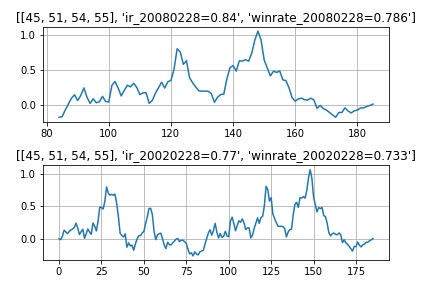 [[45, 51, 54, 55], 'ir_20080228=0.84', 'winrate_20080228=0.786']
1.0
0.5
0.0
80 100 120 140 160 180
[[45, 51, 54, 55], 'ir_20020228=0.77', 'winrate_20020228=0.733']
1.0
0.5
0.0
0 25 50 75 100 125 150 175